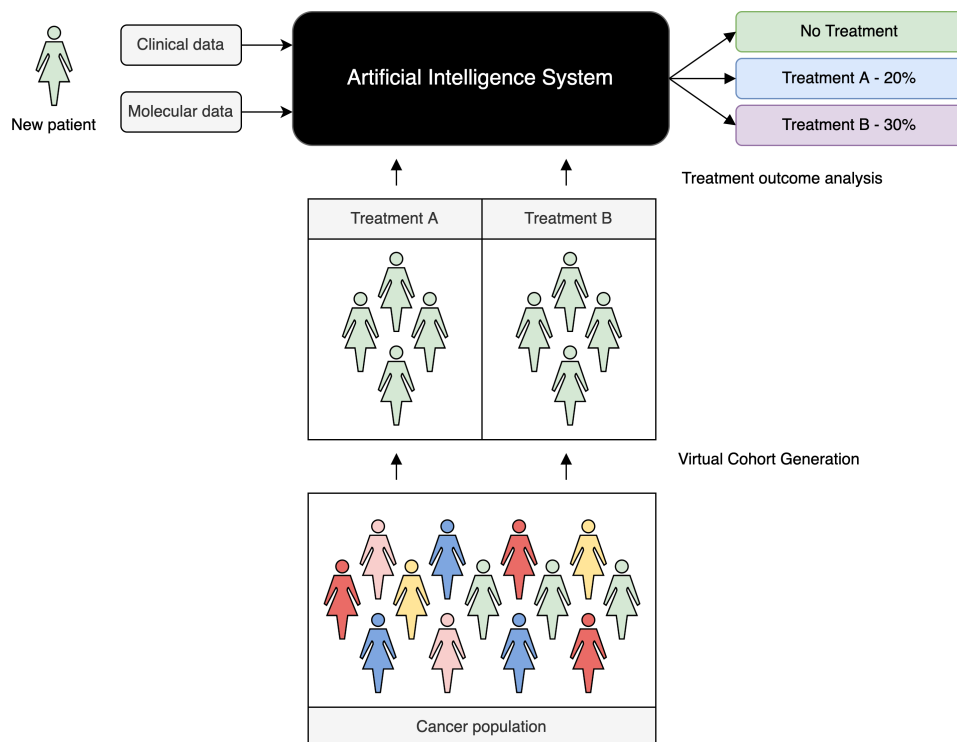 Clinical data
No Treatment
Artificial Intelligence System
Treatment A - 20%
Molecular data
New patient
Treatment B - 30%
Treatment outcome analysis
Treatment A
Treatment B
Virtual Cohort Generation
Cancer population